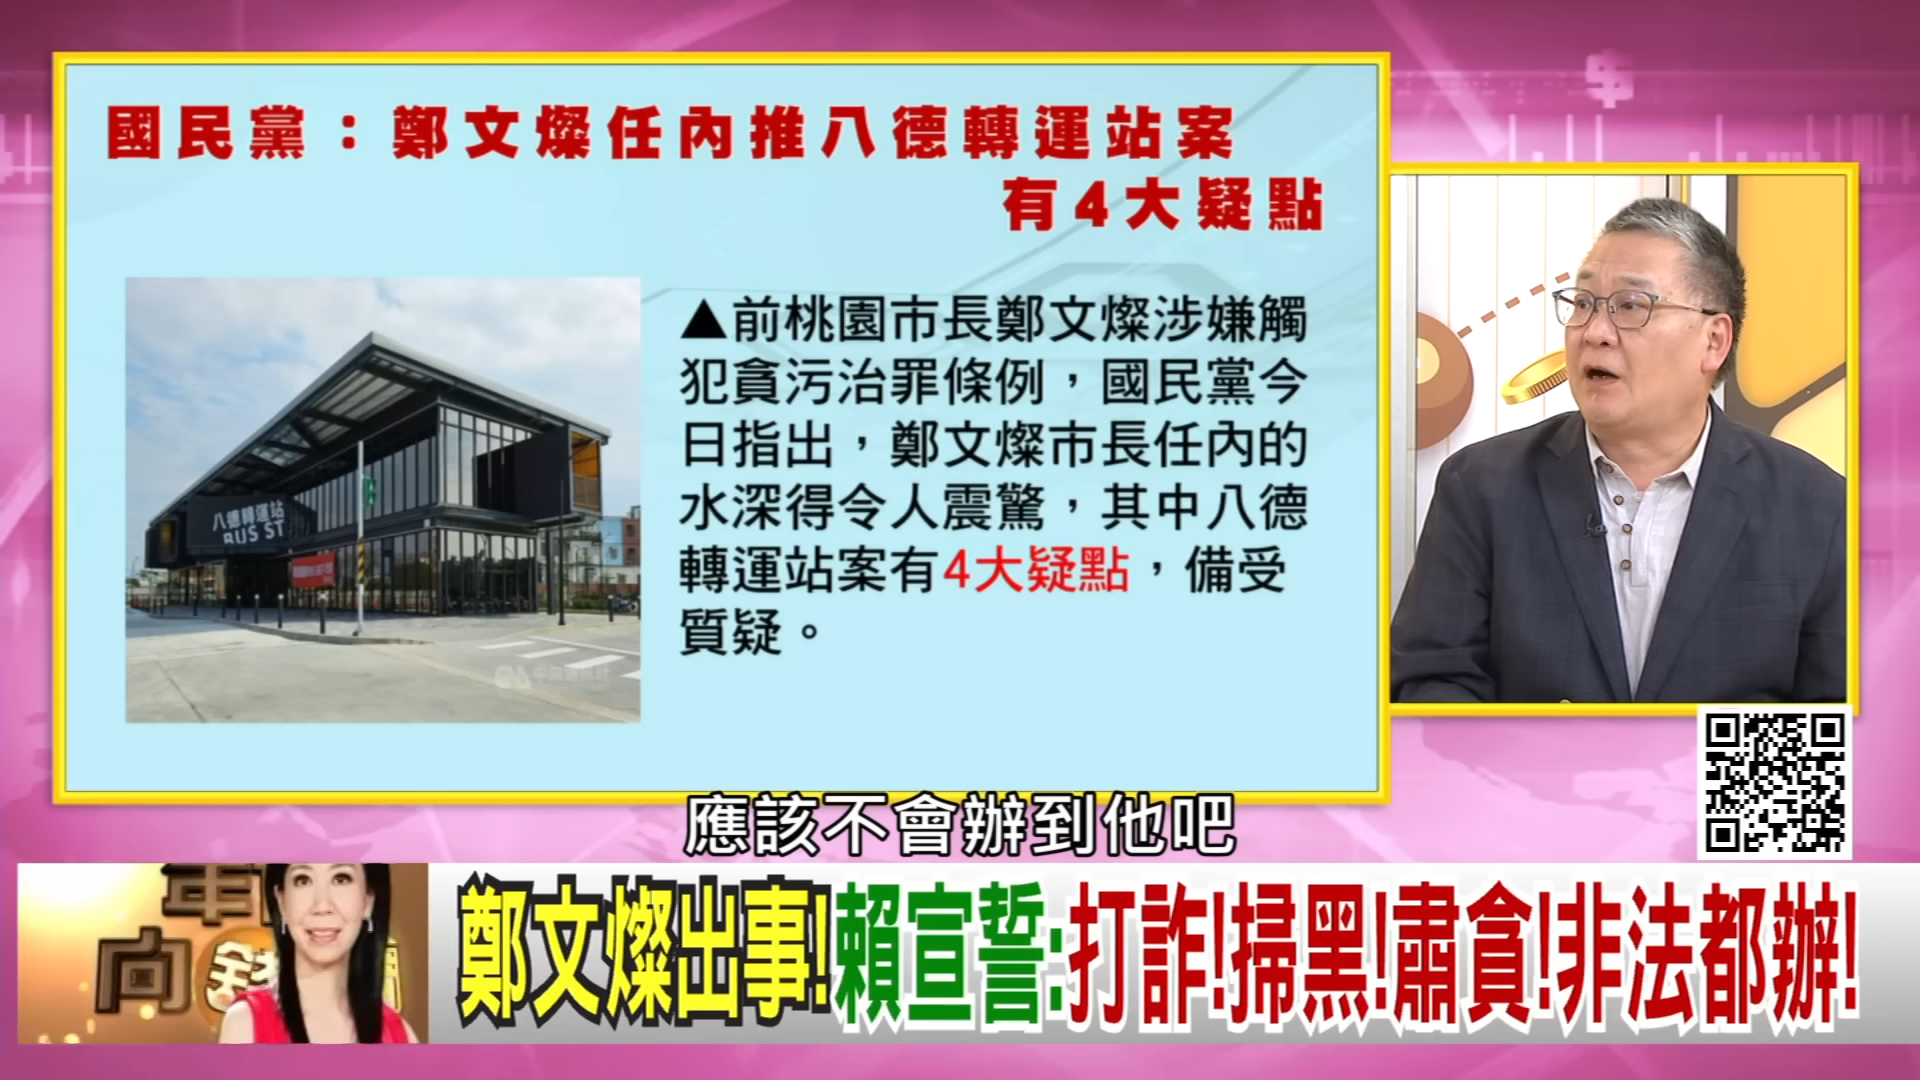 國民黨：鄭文燦任內推八德轉運站案
有4大疑點
▲前桃園市長鄭文燦涉嫌觸
犯貪污治罪條例，國民黨今
日指出，鄭文燦市長任內的
水深得令人震驚，其中八德
轉運站案有4大疑點，備受
質疑。
八德轉運站
BUS ST
應該不會辦到他吧
向錢
鄭文燦出事!賴宣誓:打詐!掃黑!肅貪!非法都辦!